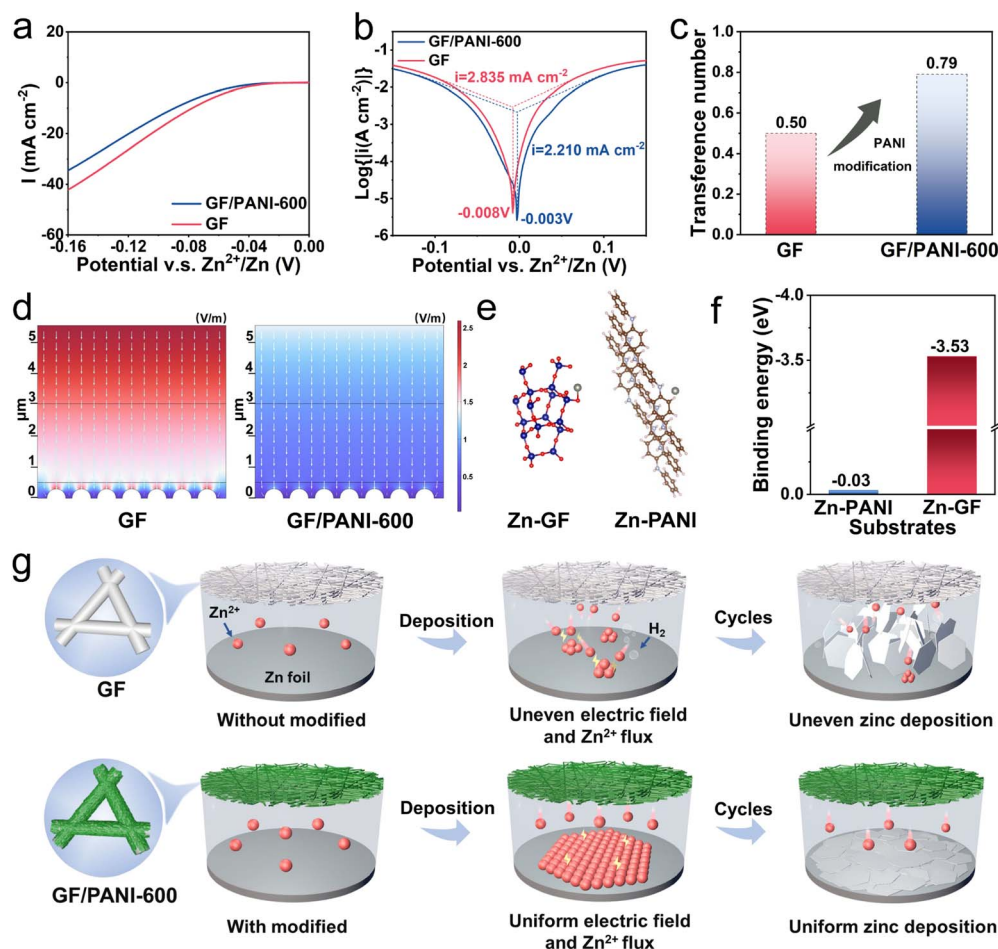 a
20
0
-20
-40
-60
I (mA cm⁻²)
GF/PANI-600
GF
-0.16
-0.12
-0.08
-0.04
0.00
Potential v.s. Zn²⁺/Zn (V)
b
-1
-2
-3
-4
-5
-6
Log{|i(A cm⁻²)|}
GF/PANI-600
GF
i=2.835 mA cm⁻²
i=2.210 mA cm⁻²
-0.008V
-0.003V
-0.1
0.0
0.1
Potential vs. Zn²⁺/Zn (V)
c
1.0
0.8
0.6
0.4
0.2
0.0
Transference number
0.50
0.79
PANI
modification
GF
GF/PANI-600
d
(V/m)
(V/m)
5
4
3
2
1
0
μm
5
4
3
2
1
0
2.5
2
1.5
1
0.5
GF
GF/PANI-600
e
Zn-GF
Zn-PANI
f
-4.0
-3.5
0.0
Binding energy (eV)
-0.03
-3.53
Zn-PANI
Zn-GF
Substrates
g
GF
Zn²⁺
Zn foil
Without modified
Deposition
H₂
Uneven electric field
and Zn²⁺ flux
Cycles
Uneven zinc deposition
GF/PANI-600
With modified
Deposition
Uniform electric field
and Zn²⁺ flux
Cycles
Uniform zinc deposition